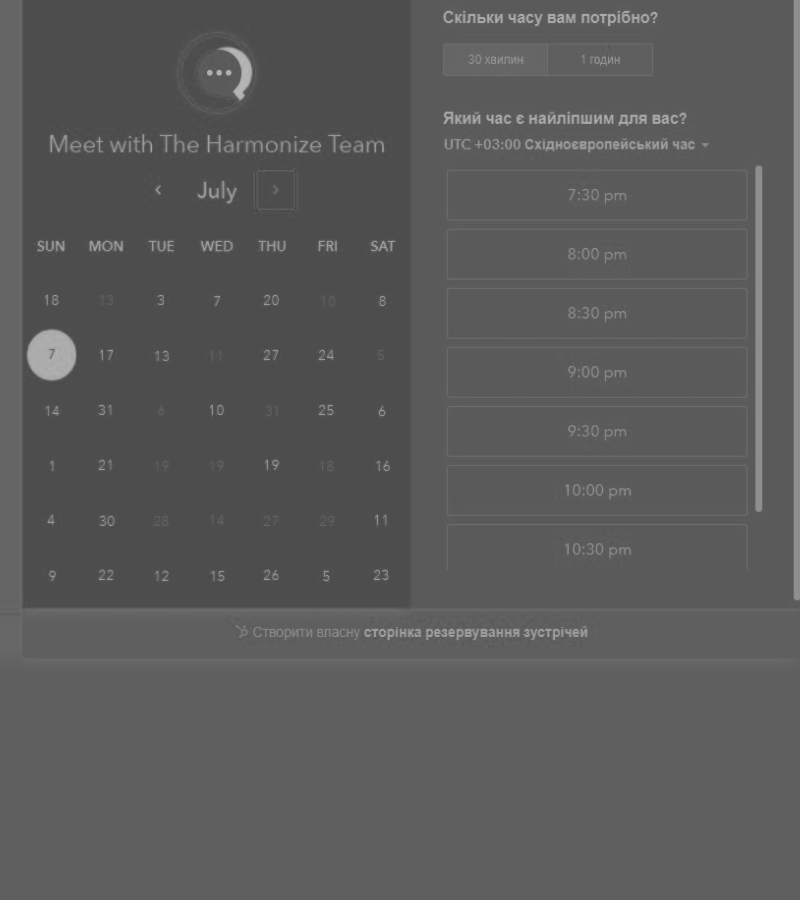 Скільки часу вам потрібно?
30 хвилин 1 годин
Meet with The Harmonize Team
July
Який час є найліпшим для вас?
UTC +03:00 Східноєвропейський час
SUN MON TUE WED THU FRI SAT
18 13 3 7 20 10 8
7 17 13 11 27 24 5
14 31 6 10 31 25 6
1 21 19 19 19 18 16
4 30 28 14 27 29 11
9 22 12 15 26 5 23
7:30 pm
8:00 pm
8:30 pm
9:00 pm
9:30 pm
10:00 pm
10:30 pm
Створити власну сторінка резервування зустрічей